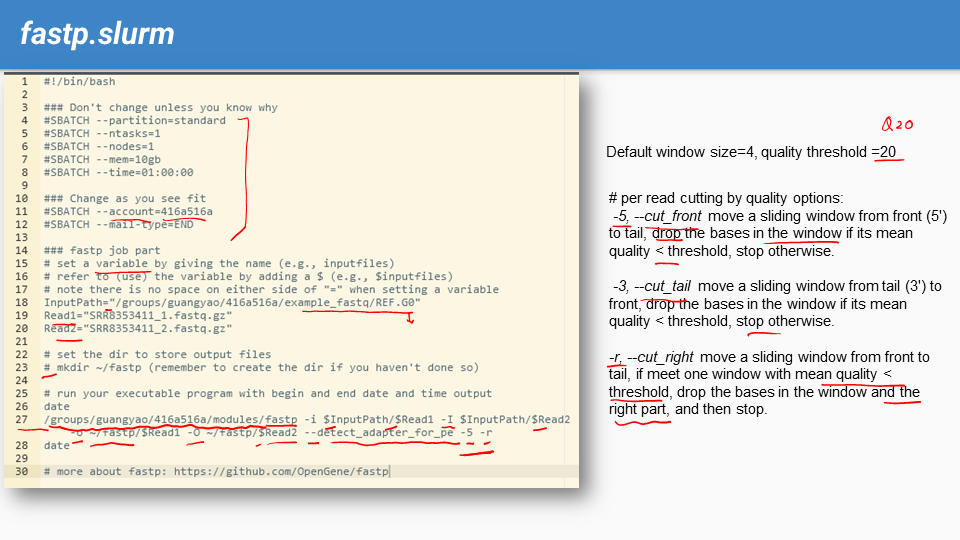 fastp.slurm
1 #!/bin/bash
2
3 ### Don't change unless you know why
4 #SBATCH --partition=standard
5 #SBATCH --ntasks=1
6 #SBATCH --nodes=1
7 #SBATCH --mem=10gb
8 #SBATCH --time=01:00:00
9
10 ### Change as you see fit
11 #SBATCH --account=416a516a
12 #SBATCH --mail-type=END
13
14 ### fastp job part
15 # set a variable by giving the name (e.g., inputfiles)
16 # refer to (use) the variable by adding a $ (e.g., $inputfiles)
17 # note there is no space on either side of "=" when setting a variable
18 InputPath="/groups/guangyao/416a516a/example_fastq/REF.G0"
19 Read1="SRR8353411_1.fastq.gz"
20 Read2="SRR8353411_2.fastq.gz"
21
22 # set the dir to store output files
23 # mkdir ~/fastp (remember to create the dir if you haven't done so)
24
25 # run your executable program with begin and end date and time output
26 date
27 /groups/guangyao/416a516a/modules/fastp -i $InputPath/$Read1 -I $InputPath/$Read2
-o ~/fastp/$Read1 -O ~/fastp/$Read2 --detect_adapter_for_pe -5 -r
28 date
29
30 # more about fastp: https://github.com/OpenGene/fastp
Q20
Default window size=4, quality threshold =20
# per read cutting by quality options:
-5, --cut_front move a sliding window from front (5')
to tail, drop the bases in the window if its mean
quality < threshold, stop otherwise.
-3, --cut_tail move a sliding window from tail (3') to
front, drop the bases in the window if its mean
quality < threshold, stop otherwise.
-r, --cut_right move a sliding window from front to
tail, if meet one window with mean quality <
threshold, drop the bases in the window and the
right part, and then stop.